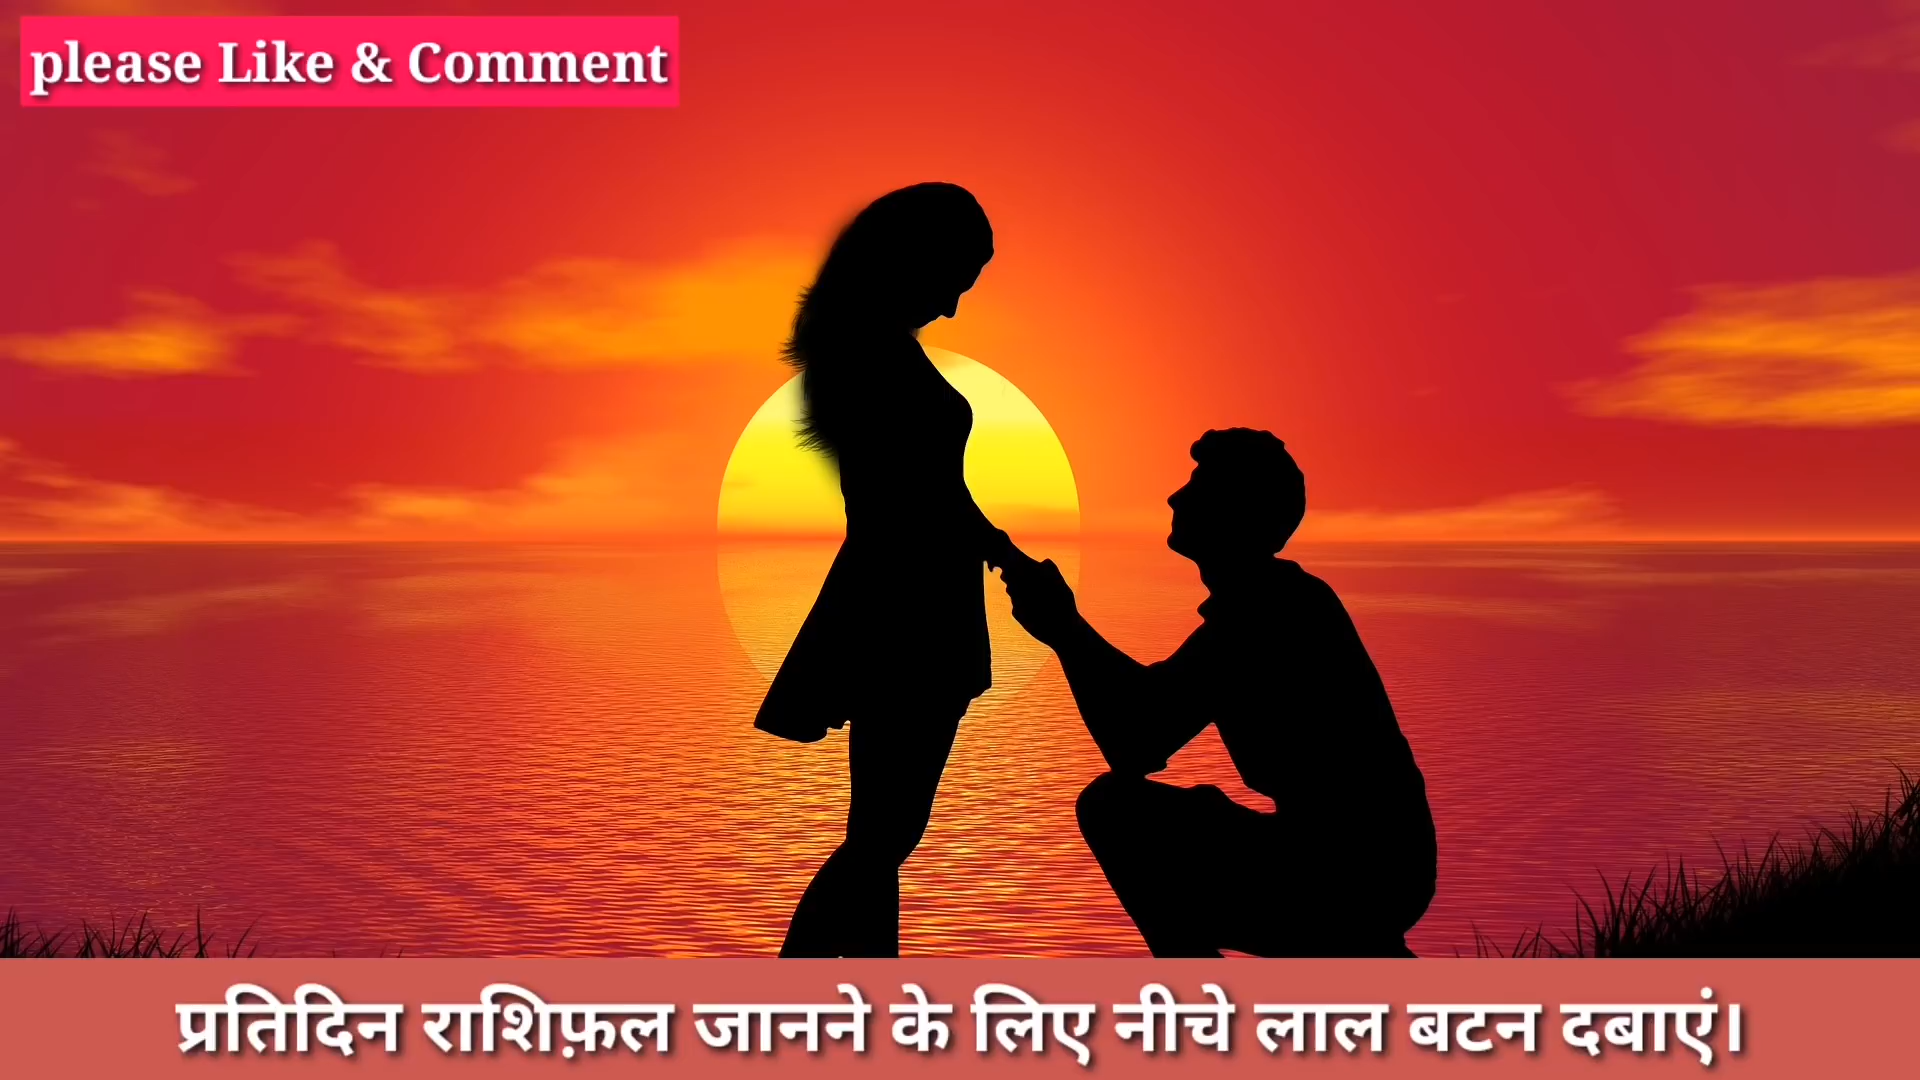 please Like & Comment
प्रतिदिन राशिफ़ल जानने के लिए नीचे लाल बटन दबाएं।